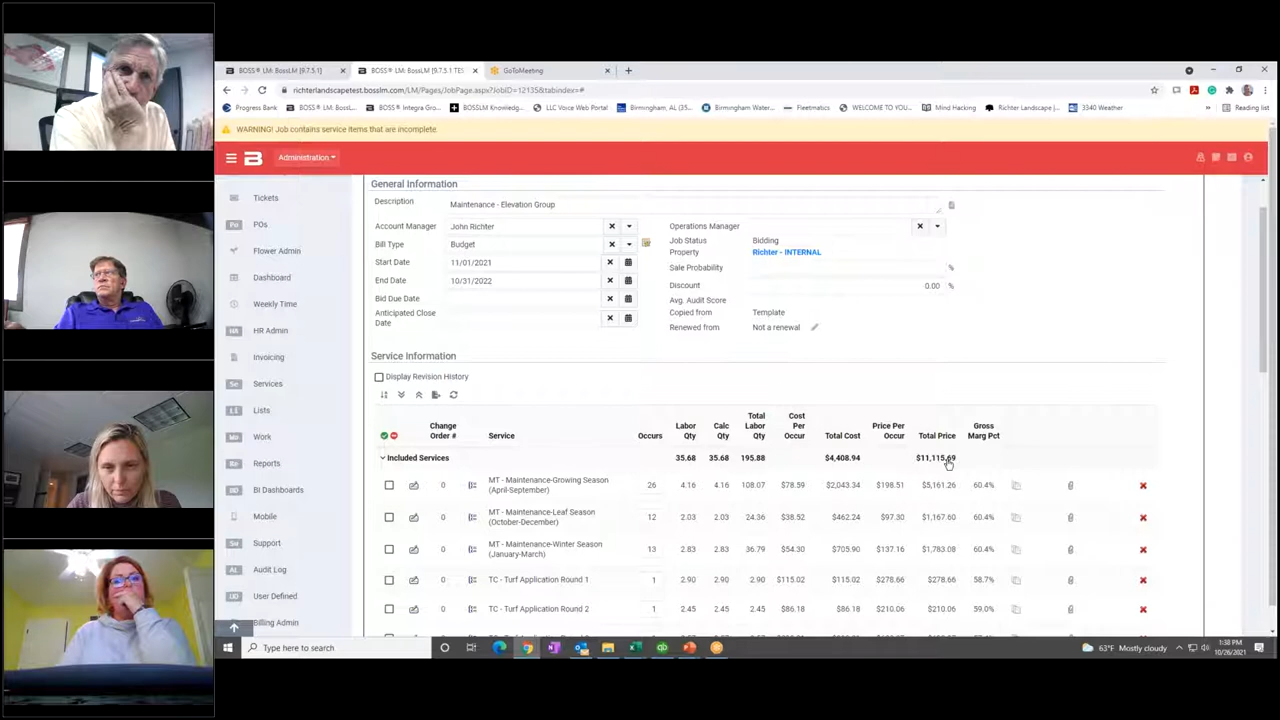 BOSS® LM: BossLM [9.7.5.1]
BOSS® LM: BossLM [9.7.5.1 TES
GoToMeeting
richterlandscapetest.bosslm.com/LM/Pages/JobPage.aspx?JobID=12135&tabindex=#
Progress Bank
BOSS® LM: BossL...
BOSS® Integra Gro...
BOSSLM Knowledg...
LLC Voice Web Portal
Birmingham, AL (35...
Birmingham Water...
Fleetmatics
WELCOME TO YOU...
Mind Hacking
Richter Landscape |...
3340 Weather
Reading list
WARNING! Job contains service items that are incomplete.
Administration
Tickets
POs
Flower Admin
Dashboard
Weekly Time
HR Admin
Invoicing
Services
Lists
Work
Reports
BI Dashboards
Mobile
Support
Audit Log
User Defined
Billing Admin
General Information
Description Maintenance - Elevation Group
Account Manager John Richter Operations Manager
Bill Type Budget Job Status Bidding
Property Richter - INTERNAL
Start Date 11/01/2021 Sale Probability %
End Date 10/31/2022 Discount 0.00 %
Bid Due Date Avg. Audit Score
Anticipated Close Date Copied from Template
Renewed from Not a renewal
Service Information
Display Revision History
Change Order # Service Occurs Labor Qty Calc Qty Total Labor Qty Cost Per Occur Total Cost Price Per Occur Total Price Gross Marg Pct
Included Services 35.68 35.68 195.88 $4,408.94 $11,115.69
0 MT - Maintenance-Growing Season (April-September) 26 4.16 4.16 108.07 $78.59 $2,043.34 $198.51 $5,161.26 60.4%
0 MT - Maintenance-Leaf Season (October-December) 12 2.03 2.03 24.36 $38.52 $462.24 $97.30 $1,167.60 60.4%
0 MT - Maintenance-Winter Season (January-March) 13 2.83 2.83 36.79 $54.30 $705.90 $137.16 $1,783.08 60.4%
0 TC - Turf Application Round 1 1 2.90 2.90 2.90 $115.02 $115.02 $278.66 $278.66 58.7%
0 TC - Turf Application Round 2 1 2.45 2.45 2.45 $86.18 $86.18 $210.06 $210.06 59.0%
Type here to search
63°F Mostly cloudy
1:38 PM
10/26/2021